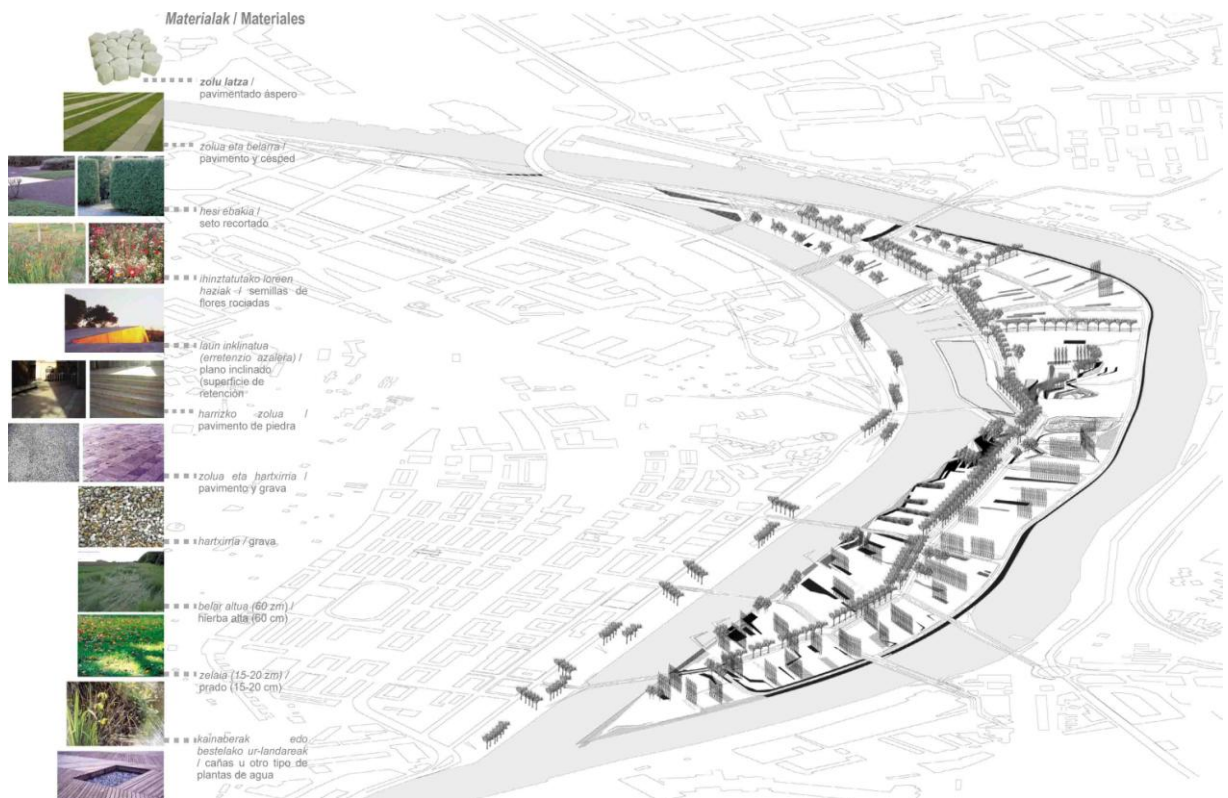 Materialak / Materiales
zolu latza /
pavimentado áspero
zolua eta belarra /
pavimento y césped
hesi ebakia /
seto recortado
ihinztatutako loreen
haziak / semillas de
flores rociadas
laun inklinatua
(erretenzio azalera) /
plano inclinado
(superficie de
retención
harrizko zolua /
pavimento de piedra
zolua eta hartxirria /
pavimento y grava
hartxirria / grava
belar altua (60 zm) /
hierba alta (60 cm)
zelaia (15-20 zm) /
prado (15-20 cm)
kainaberak edo
bestelako ur-landareak
/ cañas u otro tipo de
plantas de agua